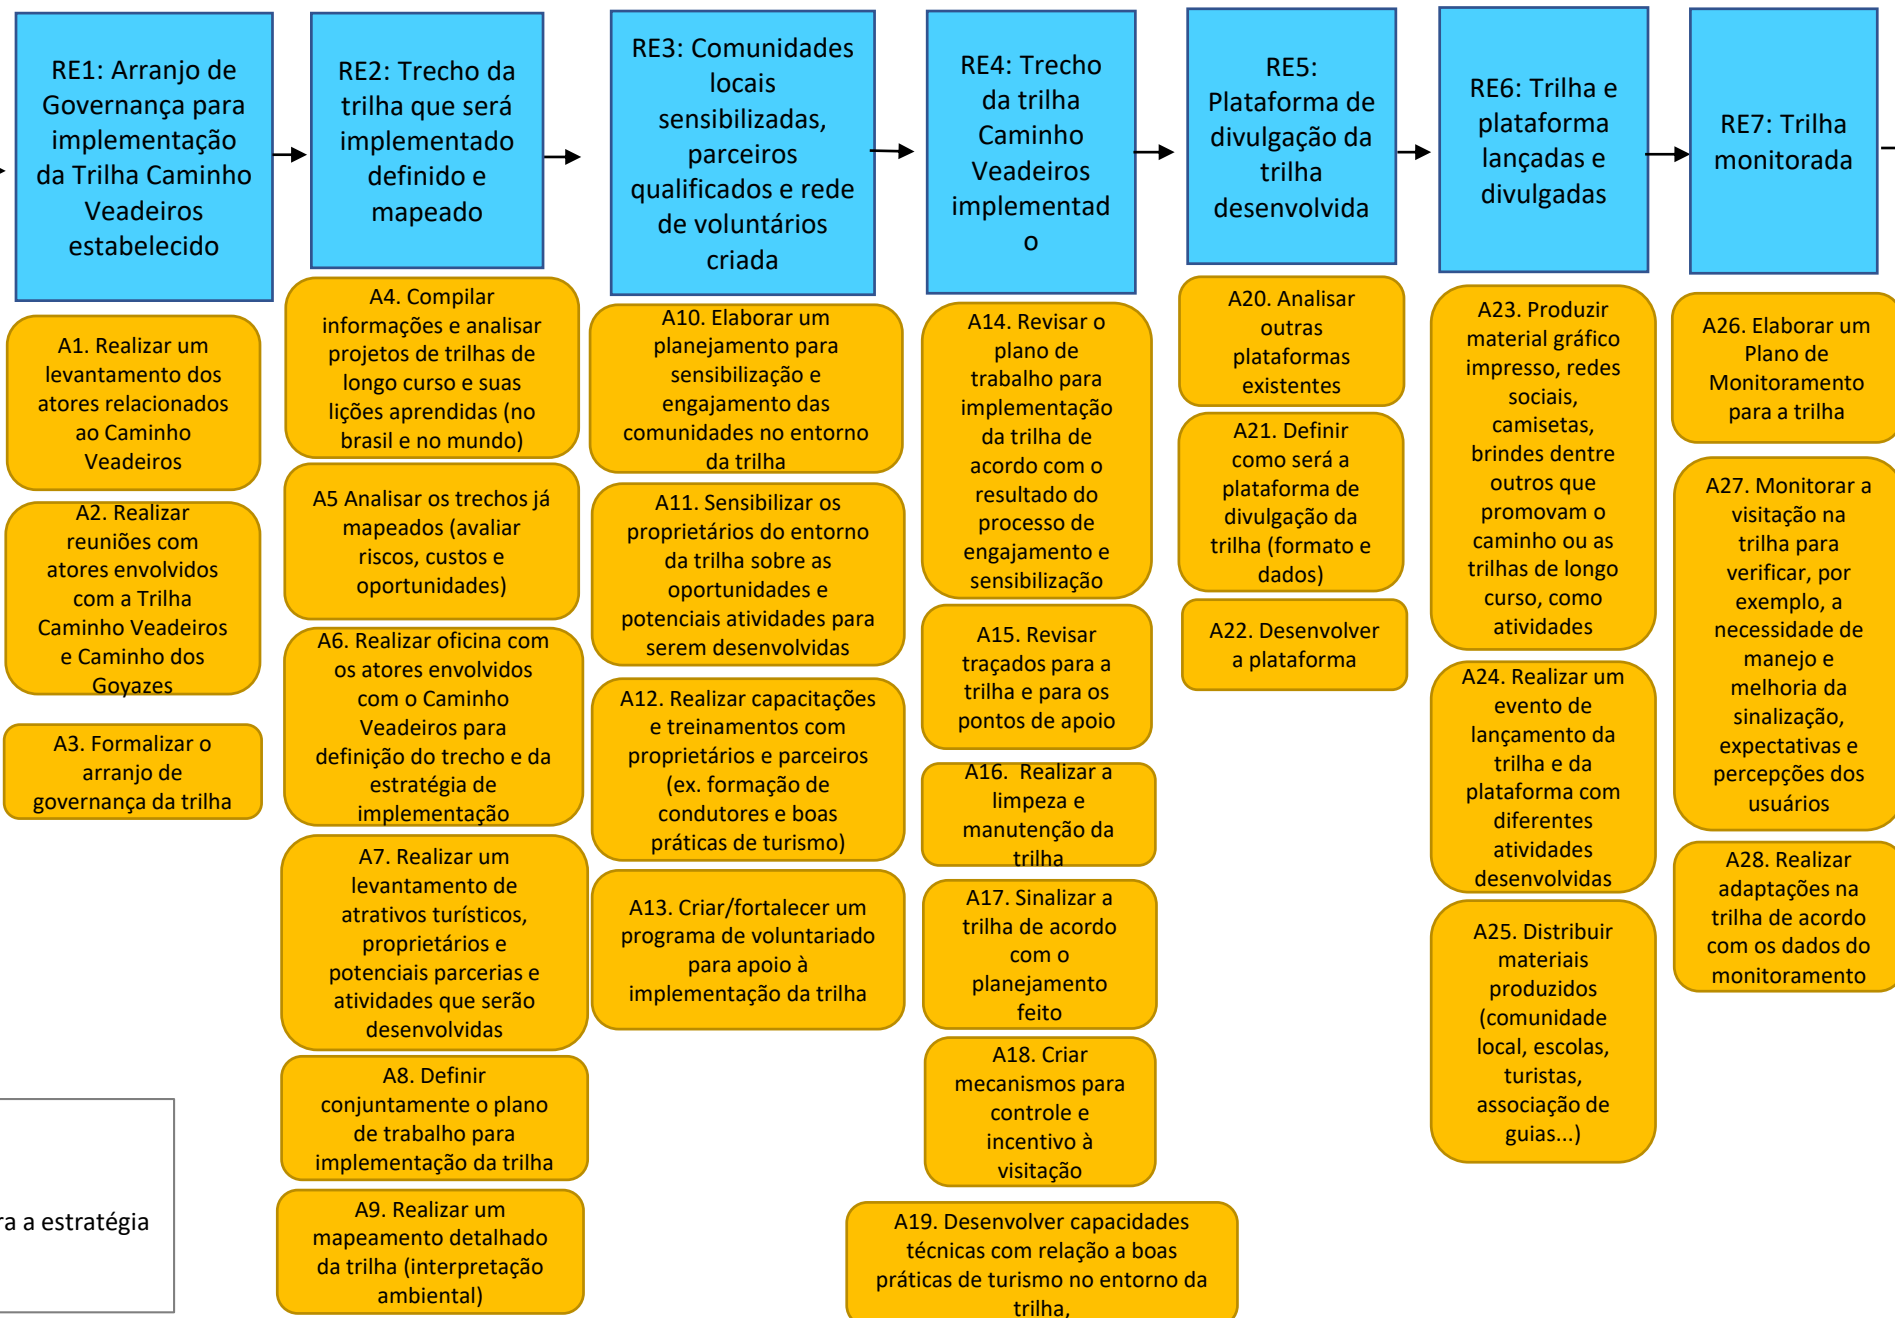 RE1: Arranjo de
Governança para
implementação
da Trilha Caminho
Veadeiros
estabelecido
RE2: Trecho da
trilha que será
implementado
definido e
mapeado
RE3: Comunidades
locais
sensibilizadas,
parceiros
qualificados e rede
de voluntários
criada
RE4: Trecho
da trilha
Caminho
Veadeiros
implementad
o
RE5:
Plataforma de
divulgação da
trilha
desenvolvida
RE6: Trilha e
plataforma
lançadas e
divulgadas
RE7: Trilha
monitorada
A1. Realizar um
levantamento dos
atores relacionados
ao Caminho
Veadeiros
A2. Realizar
reuniões com
atores envolvidos
com a Trilha
Caminho Veadeiros
e Caminho dos
Goyazes
A3. Formalizar o
arranjo de
governança da trilha
A4. Compilar
informações e analisar
projetos de trilhas de
longo curso e suas
lições aprendidas (no
brasil e no mundo)
A5 Analisar os trechos já
mapeados (avaliar
riscos, custos e
oportunidades)
A6. Realizar oficina com
os atores envolvidos
com o Caminho
Veadeiros para
definição do trecho e da
estratégia de
implementação
A7. Realizar um
levantamento de
atrativos turísticos,
proprietários e
potenciais parcerias e
atividades que serão
desenvolvidas
A8. Definir
conjuntamente o plano
de trabalho para
implementação da trilha
A9. Realizar um
mapeamento detalhado
da trilha (interpretação
ambiental)
A10. Elaborar um
planejamento para
sensibilização e
engajamento das
comunidades no entorno
da trilha
A11. Sensibilizar os
proprietários do entorno
da trilha sobre as
oportunidades e
potenciais atividades para
serem desenvolvidas
A12. Realizar capacitações
e treinamentos com
proprietários e parceiros
(ex. formação de
condutores e boas
práticas de turismo)
A13. Criar/fortalecer um
programa de voluntariado
para apoio à
implementação da trilha
A14. Revisar o
plano de
trabalho para
implementação
da trilha de
acordo com o
resultado do
processo de
engajamento e
sensibilização
A15. Revisar
traçados para a
trilha e para os
pontos de apoio
A16. Realizar a
limpeza e
manutenção da
trilha
A17. Sinalizar a
trilha de acordo
com o
planejamento
feito
A18. Criar
mecanismos para
controle e
incentivo à
visitação
A19. Desenvolver capacidades
técnicas com relação a boas
práticas de turismo no entorno da
trilha,
A20. Analisar
outras
plataformas
existentes
A21. Definir
como será a
plataforma de
divulgação da
trilha (formato e
dados)
A22. Desenvolver
a plataforma
A23. Produzir
material gráfico
impresso, redes
sociais,
camisetas,
brindes dentre
outros que
promovam o
caminho ou as
trilhas de longo
curso, como
atividades
A24. Realizar um
evento de
lançamento da
trilha e da
plataforma com
diferentes
atividades
desenvolvidas
A25. Distribuir
materiais
produzidos
(comunidade
local, escolas,
turistas,
associação de
guias...)
A26. Elaborar um
Plano de
Monitoramento
para a trilha
A27. Monitorar a
visitação na
trilha para
verificar, por
exemplo, a
necessidade de
manejo e
melhoria da
sinalização,
expectativas e
percepções dos
usuários
A28. Realizar
adaptações na
trilha de acordo
com os dados do
monitoramento
ra a estratégia